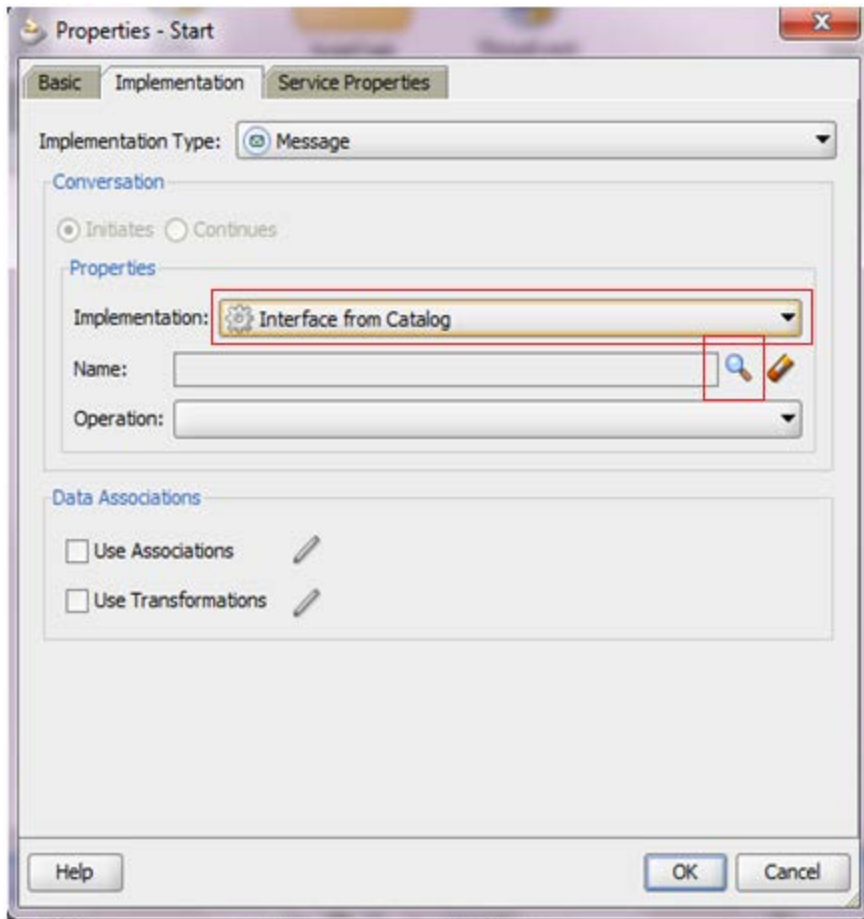 Properties - Start
Basic Implementation Service Properties
Implementation Type: Message
Conversation
Initiates Continues
Properties
Implementation: Interface from Catalog
Name:
Operation:
Data Associations
Use Associations
Use Transformations
Help OK Cancel